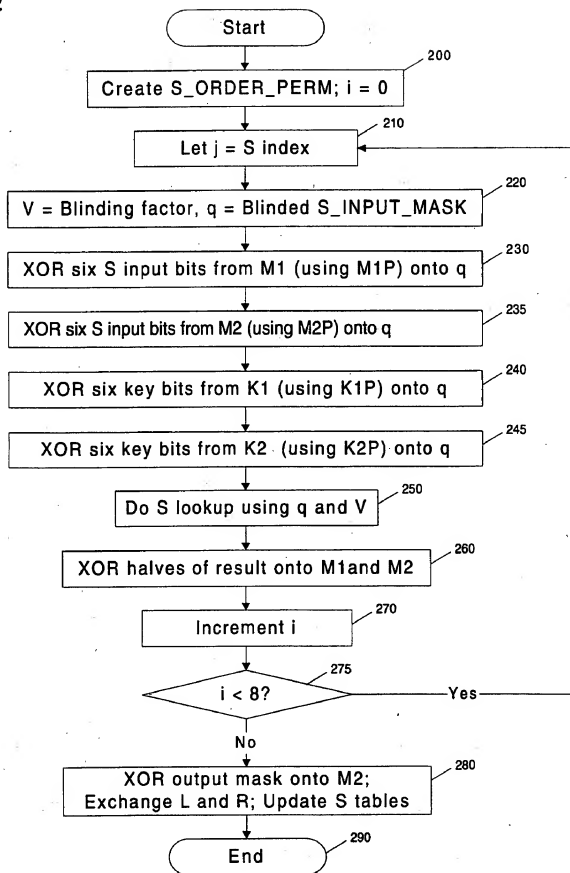 Start
200
Create S_ORDER_PERM; i = 0
210
Let j = S index
220
V = Blinding factor, q = Blinded S_INPUT_MASK
230
XOR six S input bits from M1 (using M1P) onto q
235
XOR six S input bits from M2 (using M2P) onto q
240
XOR six key bits from K1 (using K1P) onto q
245
XOR six key bits from K2 (using K2P) onto q
250
Do S lookup using q and V
260
XOR halves of result onto M1and M2
270
Increment i
275
i < 8?
Yes
No
280
XOR output mask onto M2;
Exchange L and R; Update S tables
290
End